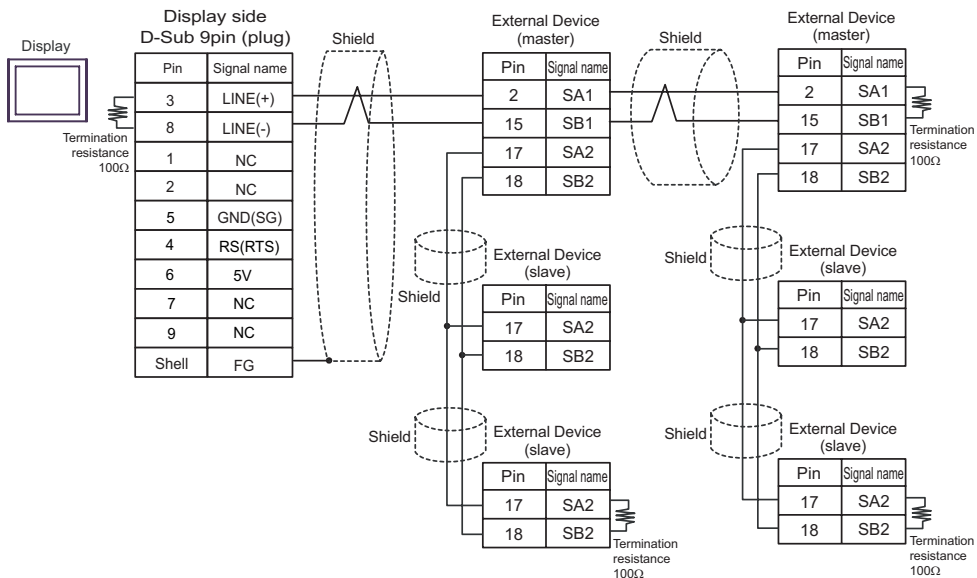 Display
Display side
D-Sub 9pin (plug)
Pin Signal name
3 LINE(+)
8 LINE(-)
1 NC
2 NC
5 GND(SG)
4 RS(RTS)
6 5V
7 NC
9 NC
Shell FG
Termination
resistance
100Ω
Shield
External Device
(master)
Pin Signal name
2 SA1
15 SB1
17 SA2
18 SB2
Shield
External Device
(master)
Pin Signal name
2 SA1
15 SB1
17 SA2
18 SB2
Termination
resistance
100Ω
Shield
External Device
(slave)
Pin Signal name
17 SA2
18 SB2
Shield
External Device
(slave)
Pin Signal name
17 SA2
18 SB2
Shield
External Device
(slave)
Pin Signal name
17 SA2
18 SB2
Termination
resistance
100Ω
Shield
External Device
(slave)
Pin Signal name
17 SA2
18 SB2
Termination
resistance
100Ω